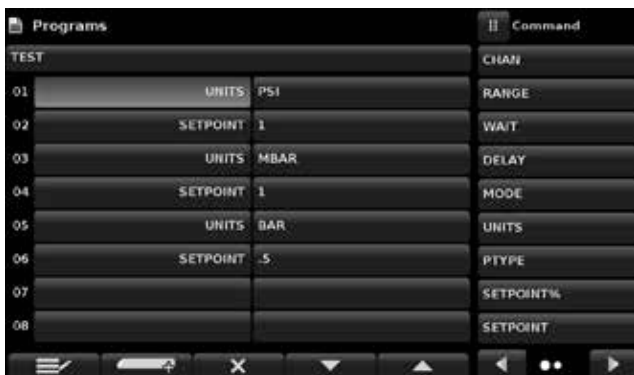 Programs
TEST
01 UNITS PSI
02 SETPOINT 1
03 UNITS MBAR
04 SETPOINT 1
05 UNITS BAR
06 SETPOINT .5
07
08
Command
CHAN
RANGE
WAIT
DELAY
MODE
UNITS
PTYPE
SETPOINT%
SETPOINT